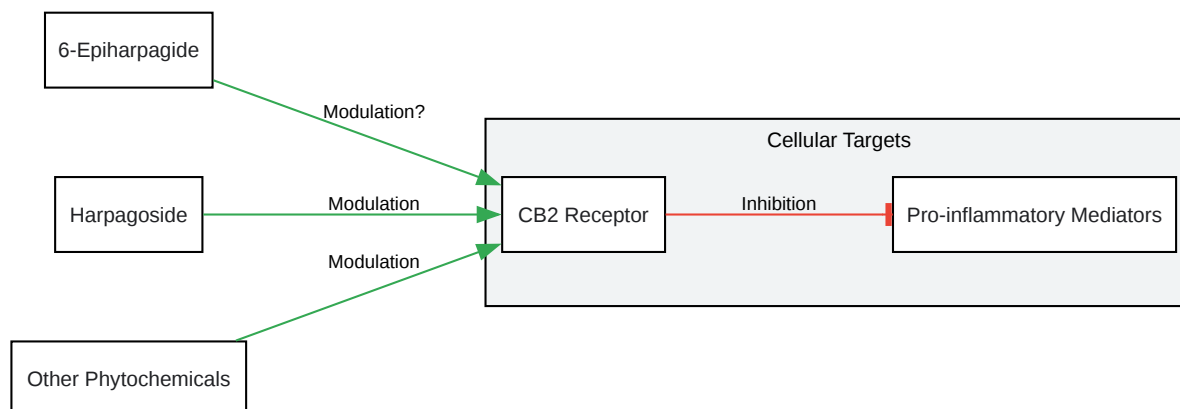 6-Epiharpagide
Modulation?
Cellular Targets
Harpagoside
Modulation
CB2 Receptor
Inhibition
Pro-inflammatory Mediators
Modulation
Other Phytochemicals